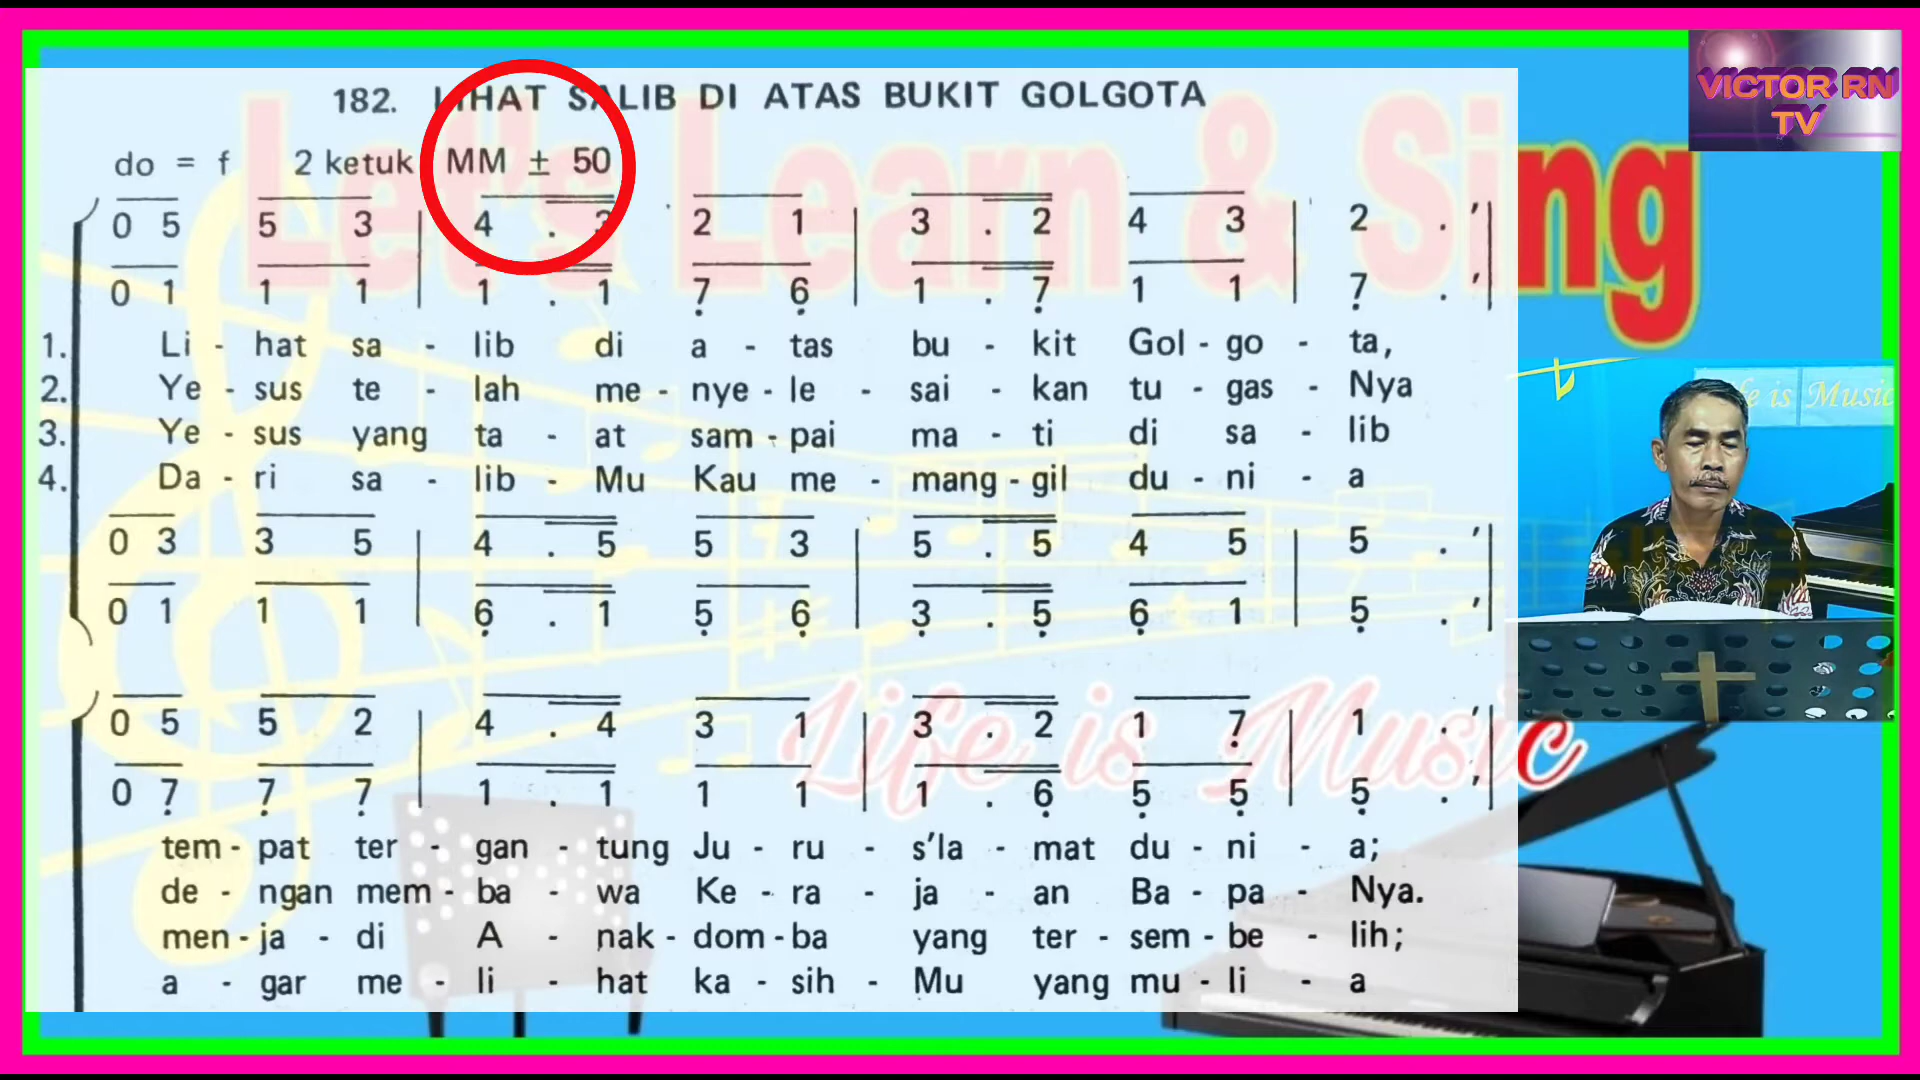 182. LIHAT SALIB DI ATAS BUKIT GOLGOTA
VICTOR RN
TV
Let's Learn & Sing
do = f 2 ketuk MM ± 50
0 5 5 3 | 4 . 3 2 1 | 3 . 2 4 3 | 2 . ' |
0 1 1 1 | 1 . 1 7̣ 6̣ | 1 . 7̣ 1 1 | 7̣ . ' |
1. Li - hat sa - lib di a - tas bu - kit Gol - go - ta,
2. Ye - sus te - lah me - nye - le - sai - kan tu - gas - Nya
3. Ye - sus yang ta - at sam - pai ma - ti di sa - lib
4. Da - ri sa - lib - Mu Kau me - mang - gil du - ni - a
0 3 3 5 | 4 . 5 5 3 | 5 . 5 4 5 | 5 . ' |
0 1 1 1 | 6̣ . 1 5̣ 6̣ | 3̣ . 5̣ 6̣ 1 | 5̣ . ' |
Life is Music
0 5 5 2 | 4 . 4 3 1 | 3 . 2 1 7̣ | 1 . ' |
0 7̣ 7̣ 7̣ | 1 . 1 1 1 | 1 . 6̣ 5̣ 5̣ | 5̣ . ' |
Life is Music
tem - pat ter - gan - tung Ju - ru - s'la - mat du - ni - a;
de - ngan mem - ba - wa Ke - ra - ja - an Ba - pa - Nya.
men - ja - di A - nak - dom - ba yang ter - sem - be - lih;
a - gar me - li - hat ka - sih - Mu yang mu - li - a